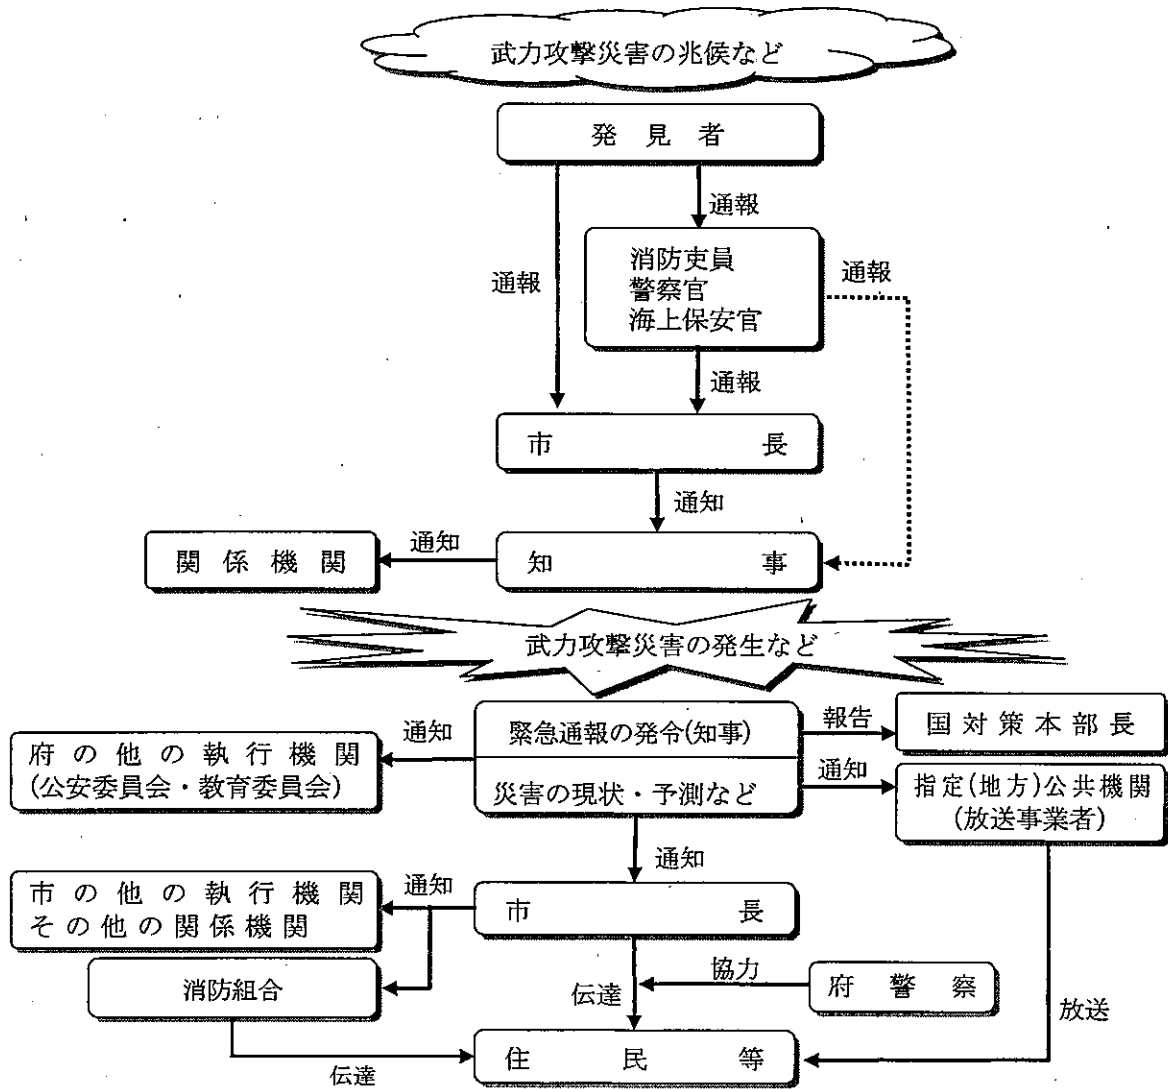 武力攻撃災害の兆候など
発見者
通報
通報
消防吏員
警察官
海上保安官
通報
通報
市長
通知
関係機関
通知
知事
武力攻撃災害の発生など
府の他の執行機関
(公安委員会・教育委員会)
通知
緊急通報の発令(知事)
災害の現状・予測など
報告
国対策本部長
通知
指定(地方)公共機関
(放送事業者)
通知
市の他の執行機関
その他の関係機関
通知
市長
消防組合
協力
府警察
伝達
放送
住民等
伝達